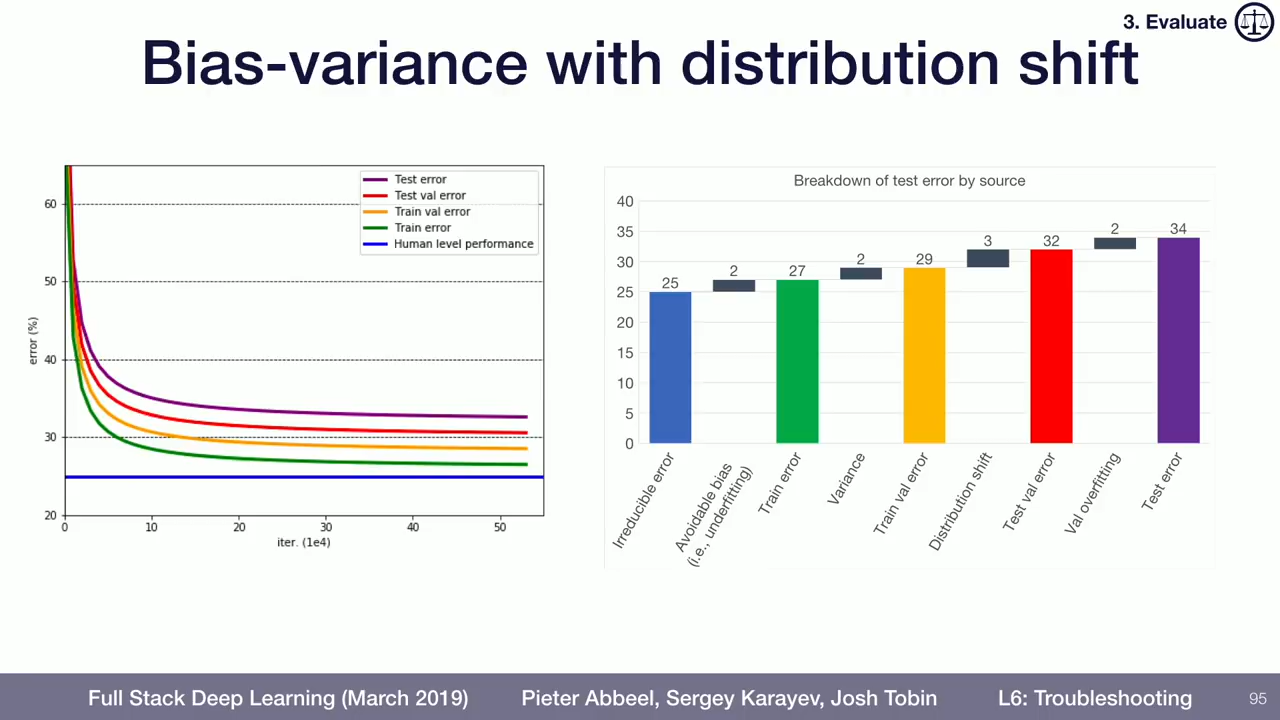 3. Evaluate
Bias-variance with distribution shift
60
50
40
30
20
0
10
20
30
40
50
error (%)
iter. (1e4)
Test error
Test val error
Train val error
Train error
Human level performance
Breakdown of test error by source
40
35
30
25
20
15
10
5
0
25
2
27
2
29
3
32
2
34
Irreducible error
Avoidable bias
(i.e., underfitting)
Train error
Variance
Train val error
Distribution shift
Test val error
Val overfitting
Test error
Full Stack Deep Learning (March 2019)
Pieter Abbeel, Sergey Karayev, Josh Tobin
L6: Troubleshooting
95